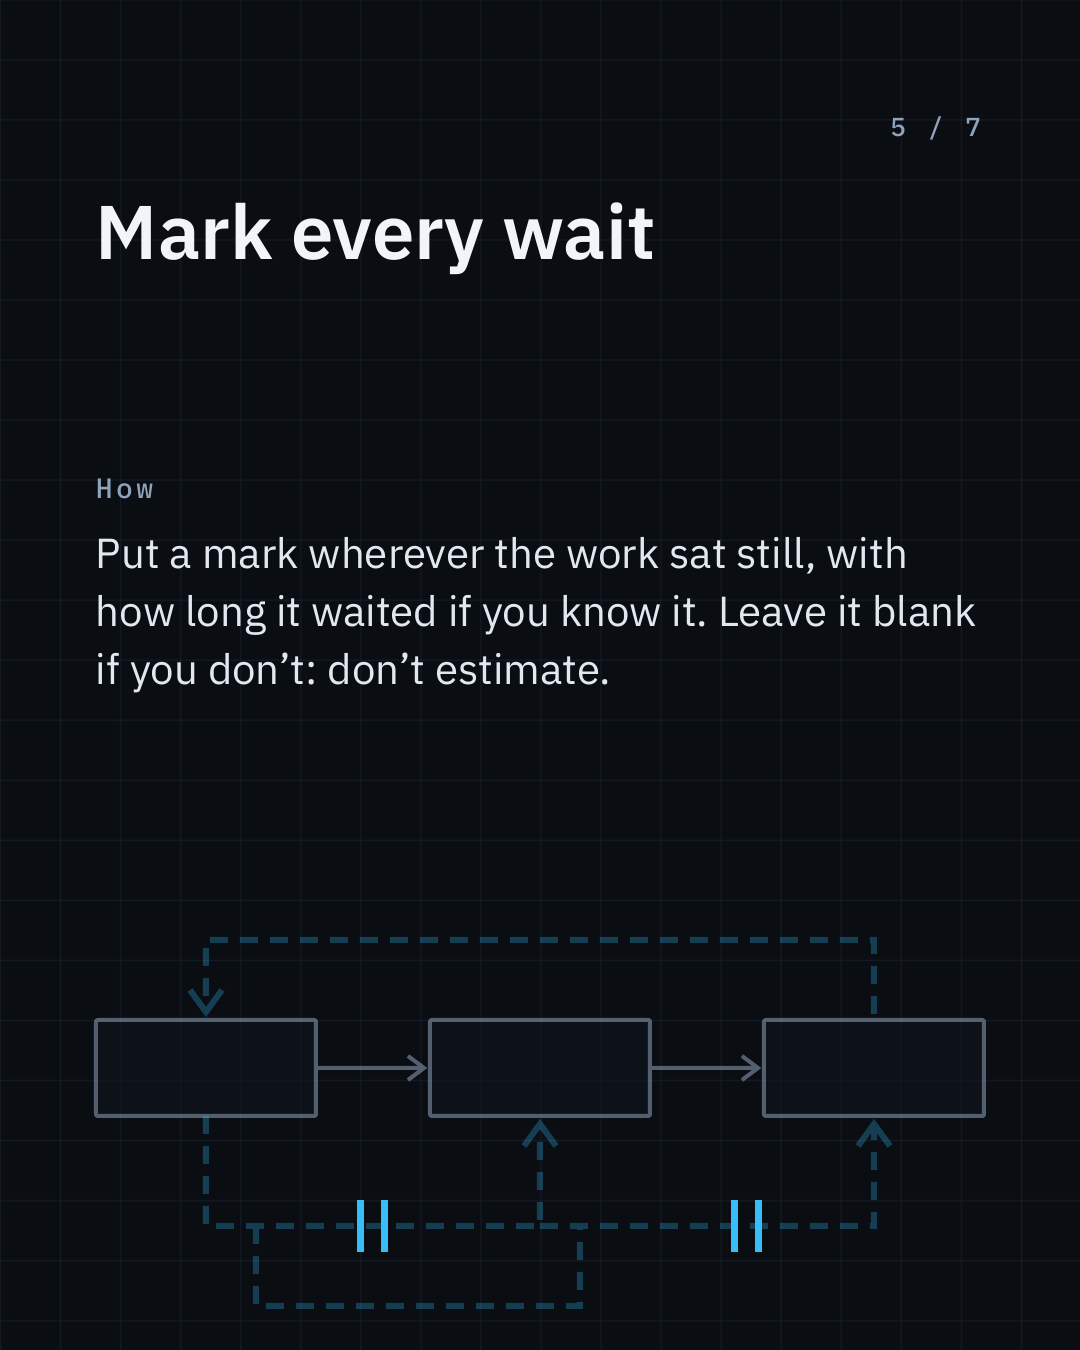 5 / 7
Mark every wait
How
Put a mark wherever the work sat still, with
how long it waited if you know it. Leave it blank
if you don’t: don’t estimate.